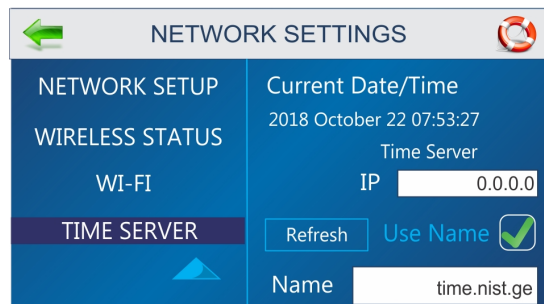 NETWORK SETTINGS
NETWORK SETUP
WIRELESS STATUS
WI-FI
TIME SERVER
Current Date/Time
2018 October 22 07:53:27
Time Server
IP 0.0.0.0
Refresh Use Name
Name time.nist.ge